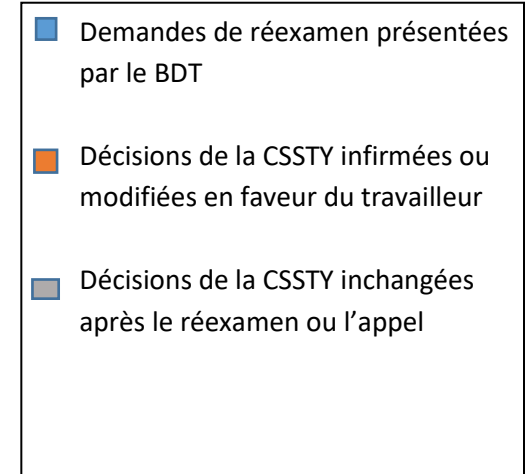 Demandes de réexamen présentées
par le BDT
Décisions de la CSSTY infirmées ou
modifiées en faveur du travailleur
Décisions de la CSSTY inchangées
après le réexamen ou l’appel